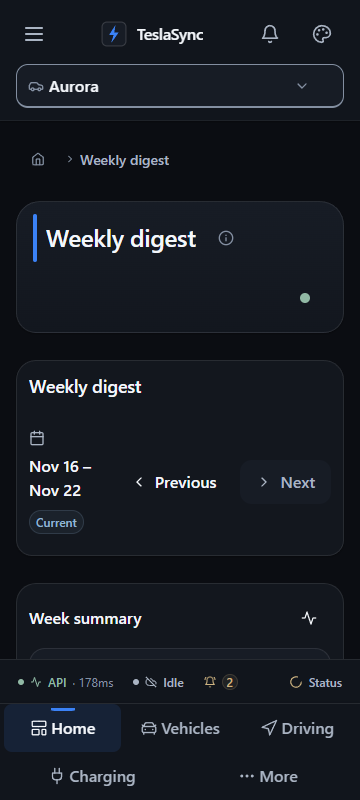 TeslaSync
Aurora
Weekly digest
Weekly digest
Weekly digest
Nov 16 –
Nov 22
Current
Previous
Next
Week summary
API · 178ms
Idle
2
Status
Home
Vehicles
Driving
Charging
More